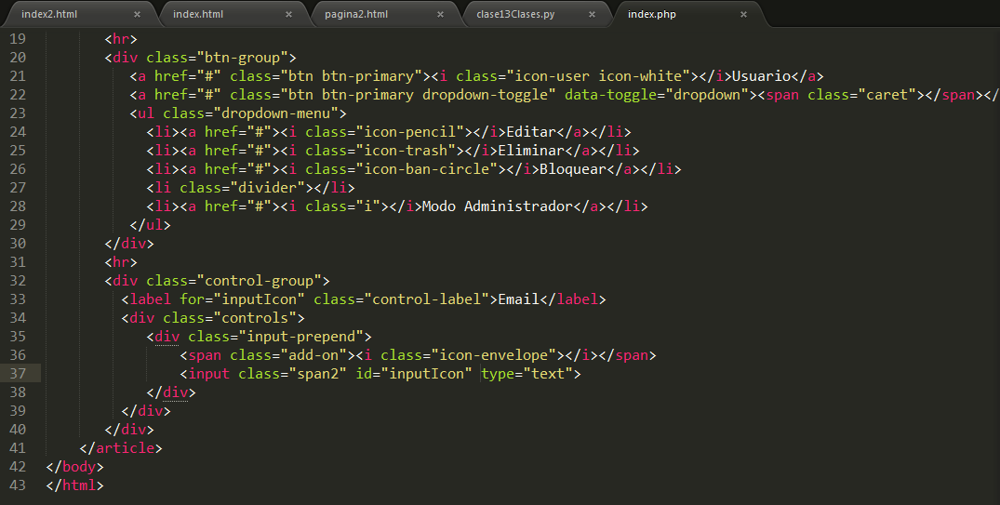 index2.html × index.html × pagina2.html × clase13Clases.py × index.php ×
19 <hr>
20 <div class="btn-group">
21 <a href="#" class="btn btn-primary"><i class="icon-user icon-white"></i>Usuario</a>
22 <a href="#" class="btn btn-primary dropdown-toggle" data-toggle="dropdown"><span class="caret"></span></
23 <ul class="dropdown-menu">
24 <li><a href="#"><i class="icon-pencil"></i>Editar</a></li>
25 <li><a href="#"><i class="icon-trash"></i>Eliminar</a></li>
26 <li><a href="#"><i class="icon-ban-circle"></i>Bloquear</a></li>
27 <li class="divider"></li>
28 <li><a href="#"><i class="i"></i>Modo Administrador</a></li>
29 </ul>
30 </div>
31 <hr>
32 <div class="control-group">
33 <label for="inputIcon" class="control-label">Email</label>
34 <div class="controls">
35 <div class="input-prepend">
36 <span class="add-on"><i class="icon-envelope"></i></span>
37 <input class="span2" id="inputIcon" type="text">
38 </div>
39 </div>
40 </div>
41 </article>
42 </body>
43 </html>